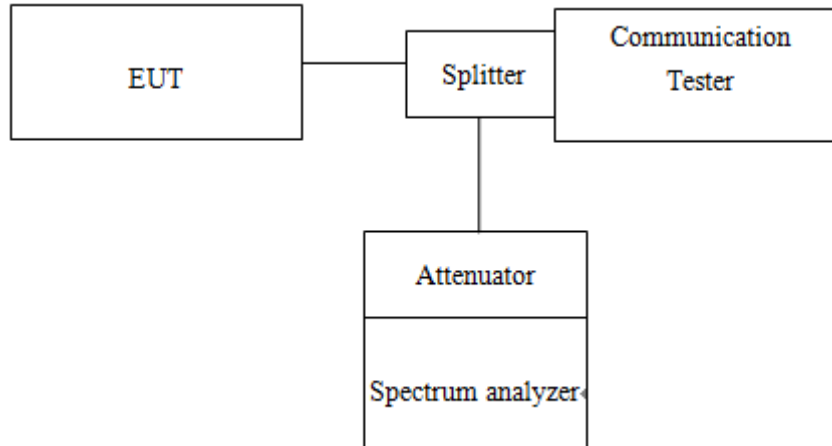 EUT
Splitter
Communication
Tester
Attenuator
Spectrum analyzer